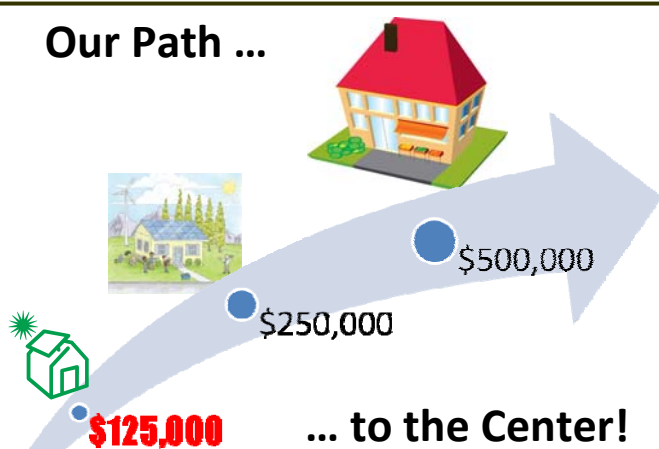 Our Path ...
$500,000
$250,000
$125,000
... to the Center!